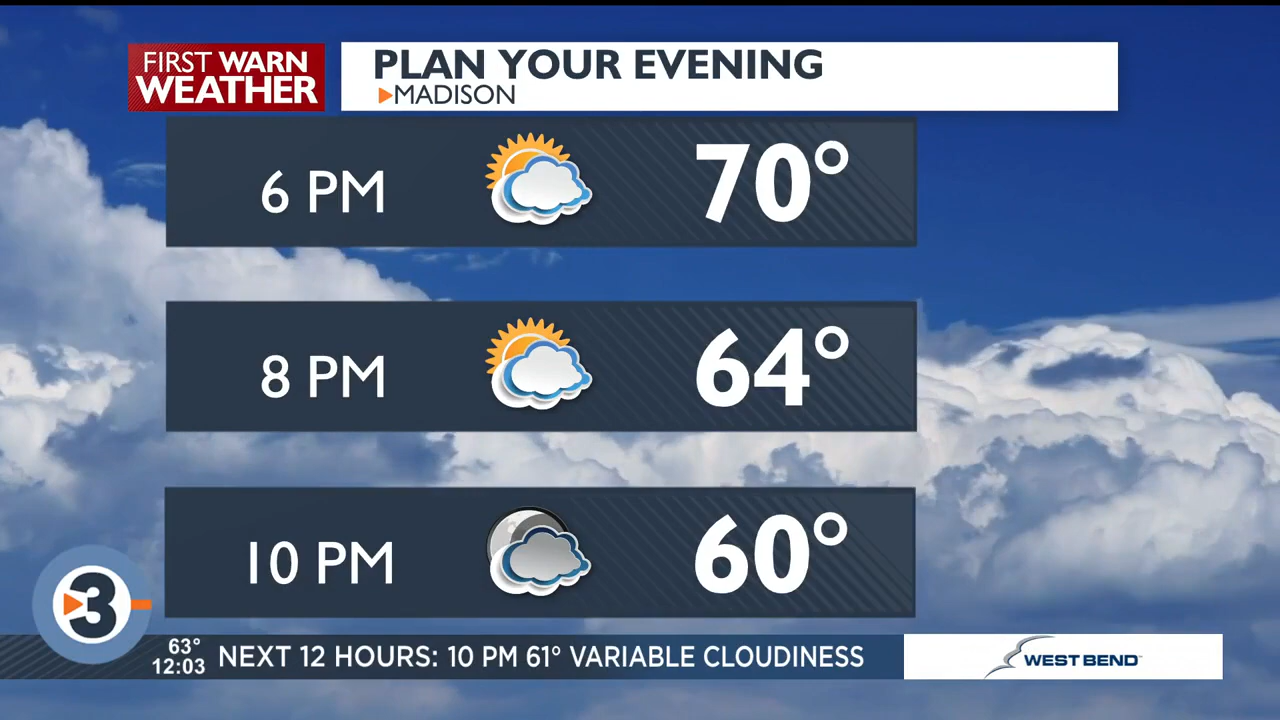 FIRST WARN
WEATHER
PLAN YOUR EVENING
MADISON
6 PM 70°
8 PM 64°
10 PM 60°
3
63°
12:03
NEXT 12 HOURS: 10 PM 61° VARIABLE CLOUDINESS
WEST BEND